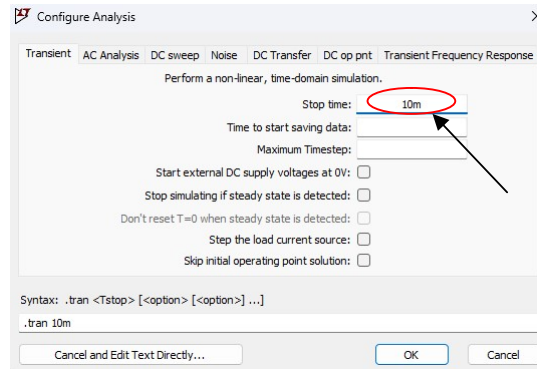 Configure Analysis
Transient AC Analysis DC sweep Noise DC Transfer DC op pnt Transient Frequency Response
Perform a non-linear, time-domain simulation.
Stop time: 10m
Time to start saving data:
Maximum Timestep:
Start external DC supply voltages at 0V:
Stop simulating if steady state is detected:
Don't reset T=0 when steady state is detected:
Step the load current source:
Skip initial operating point solution:
Syntax: .tran <Tstop> [<option> [<option>] ...]
.tran 10m
Cancel and Edit Text Directly... OK Cancel